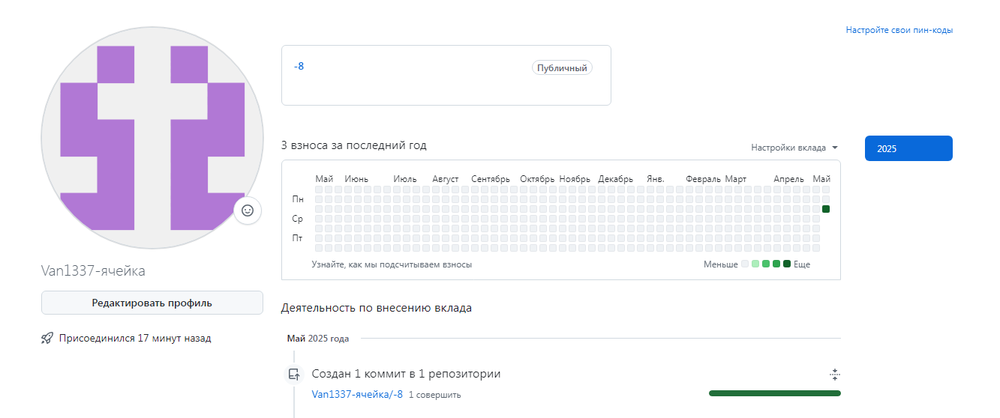 Настройте свои пин-коды
-8
Публичный
3 взноса за последний год
Настройки вклада
2025
Май Июнь Июль Август Сентябрь Октябрь Ноябрь Декабрь Янв. Февраль Март Апрель Май
Пн
Ср
Пт
Узнайте, как мы подсчитываем взносы
Меньше Еще
Van1337-ячейка
Редактировать профиль
Присоединился 17 минут назад
Деятельность по внесению вклада
Май 2025 года
Создан 1 коммит в 1 репозитории
Van1337-ячейка/-8 1 совершить